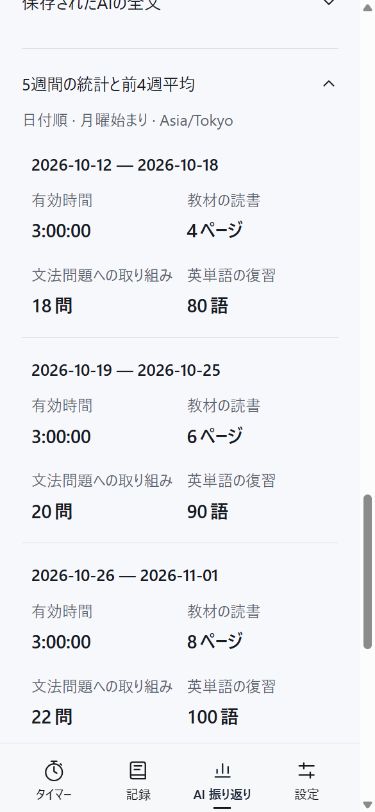 保存されたAIの全文
5週間の統計と前4週平均
日付順 · 月曜始まり · Asia/Tokyo
2026-10-12 — 2026-10-18
有効時間 教材の読書
3:00:00 4 ページ
文法問題への取り組み 英単語の復習
18 問 80 語
2026-10-19 — 2026-10-25
有効時間 教材の読書
3:00:00 6 ページ
文法問題への取り組み 英単語の復習
20 問 90 語
2026-10-26 — 2026-11-01
有効時間 教材の読書
3:00:00 8 ページ
文法問題への取り組み 英単語の復習
22 問 100 語
タイマー 記録 AI 振り返り 設定